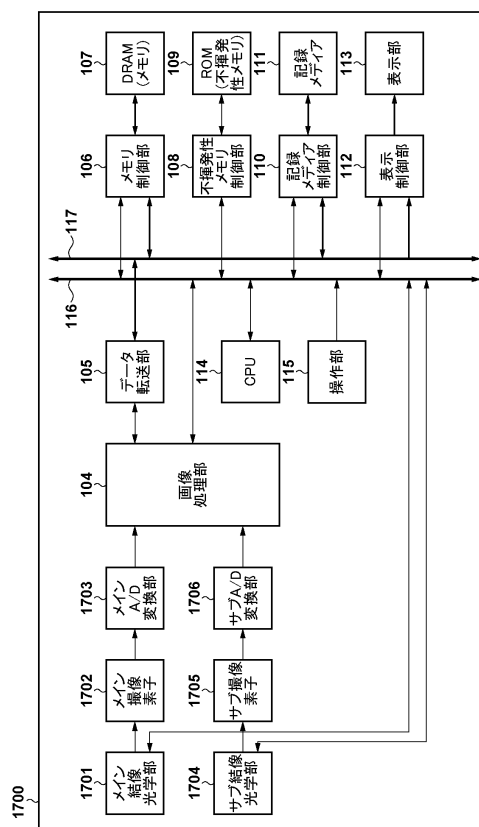 1700
1701
メイン結像
光学部
1702
メイン
撮像
素子
1703
メイン
A/D
変換部
1704
サブ結像
光学部
1705
サブ撮像
素子
1706
サブA/D
変換部
104
画像
処理部
105
データ
転送部
114
CPU
115
操作部
116
117
106
メモリ
制御部
107
DRAM
(メモリ)
108
不揮発性
メモリ
制御部
109
ROM
(不揮発
性メモリ)
110
記録
メディア
制御部
111
記録
メディア
112
表示
制御部
113
表示部